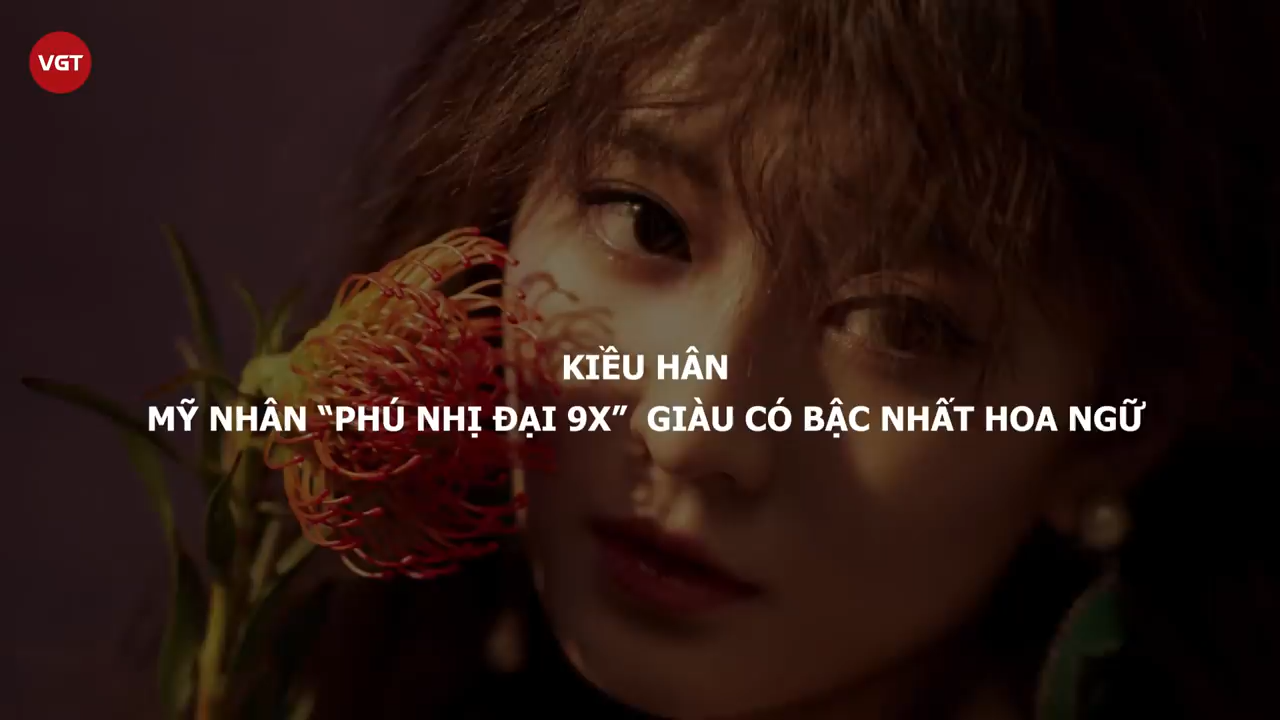 VGT
KIỀU HÂN
MỸ NHÂN “PHÚ NHỊ ĐẠI 9X” GIÀU CÓ BẬC NHẤT HOA NGỮ